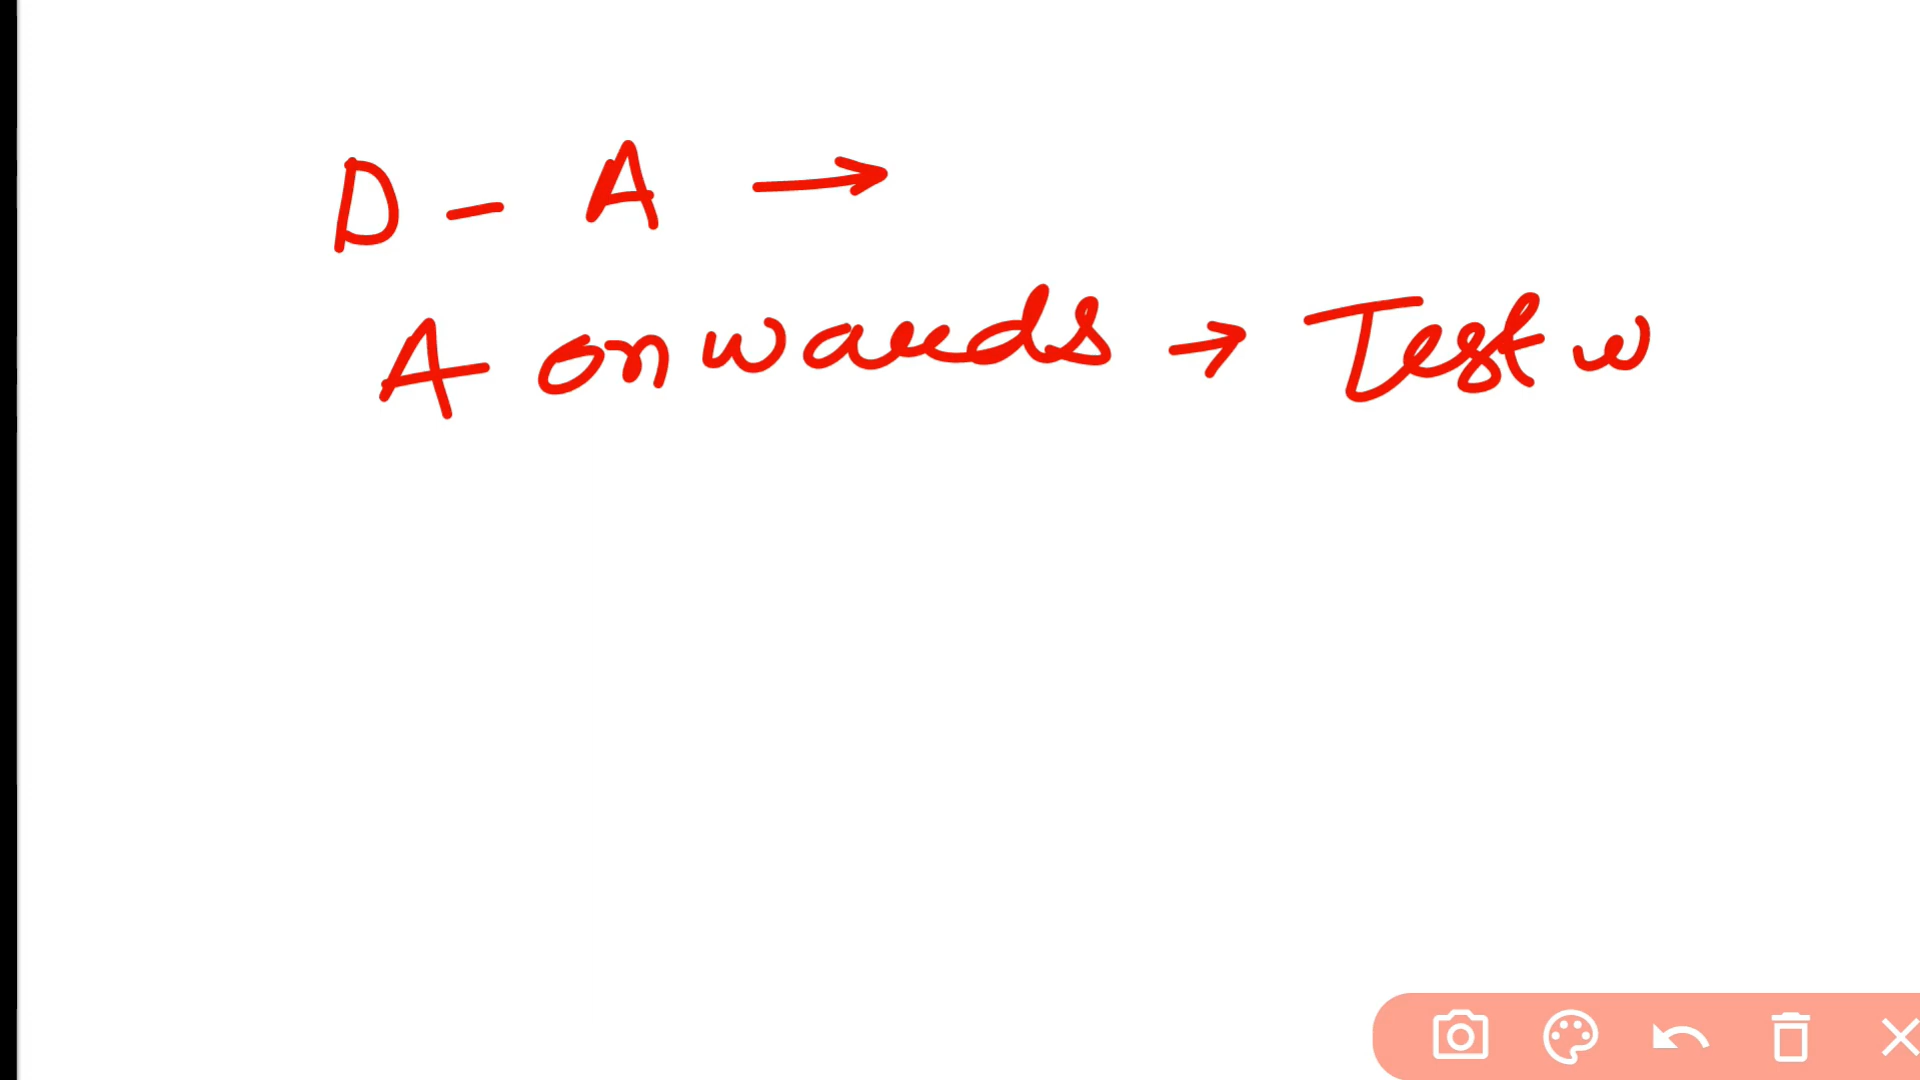 D - A →
A onwards → Test w